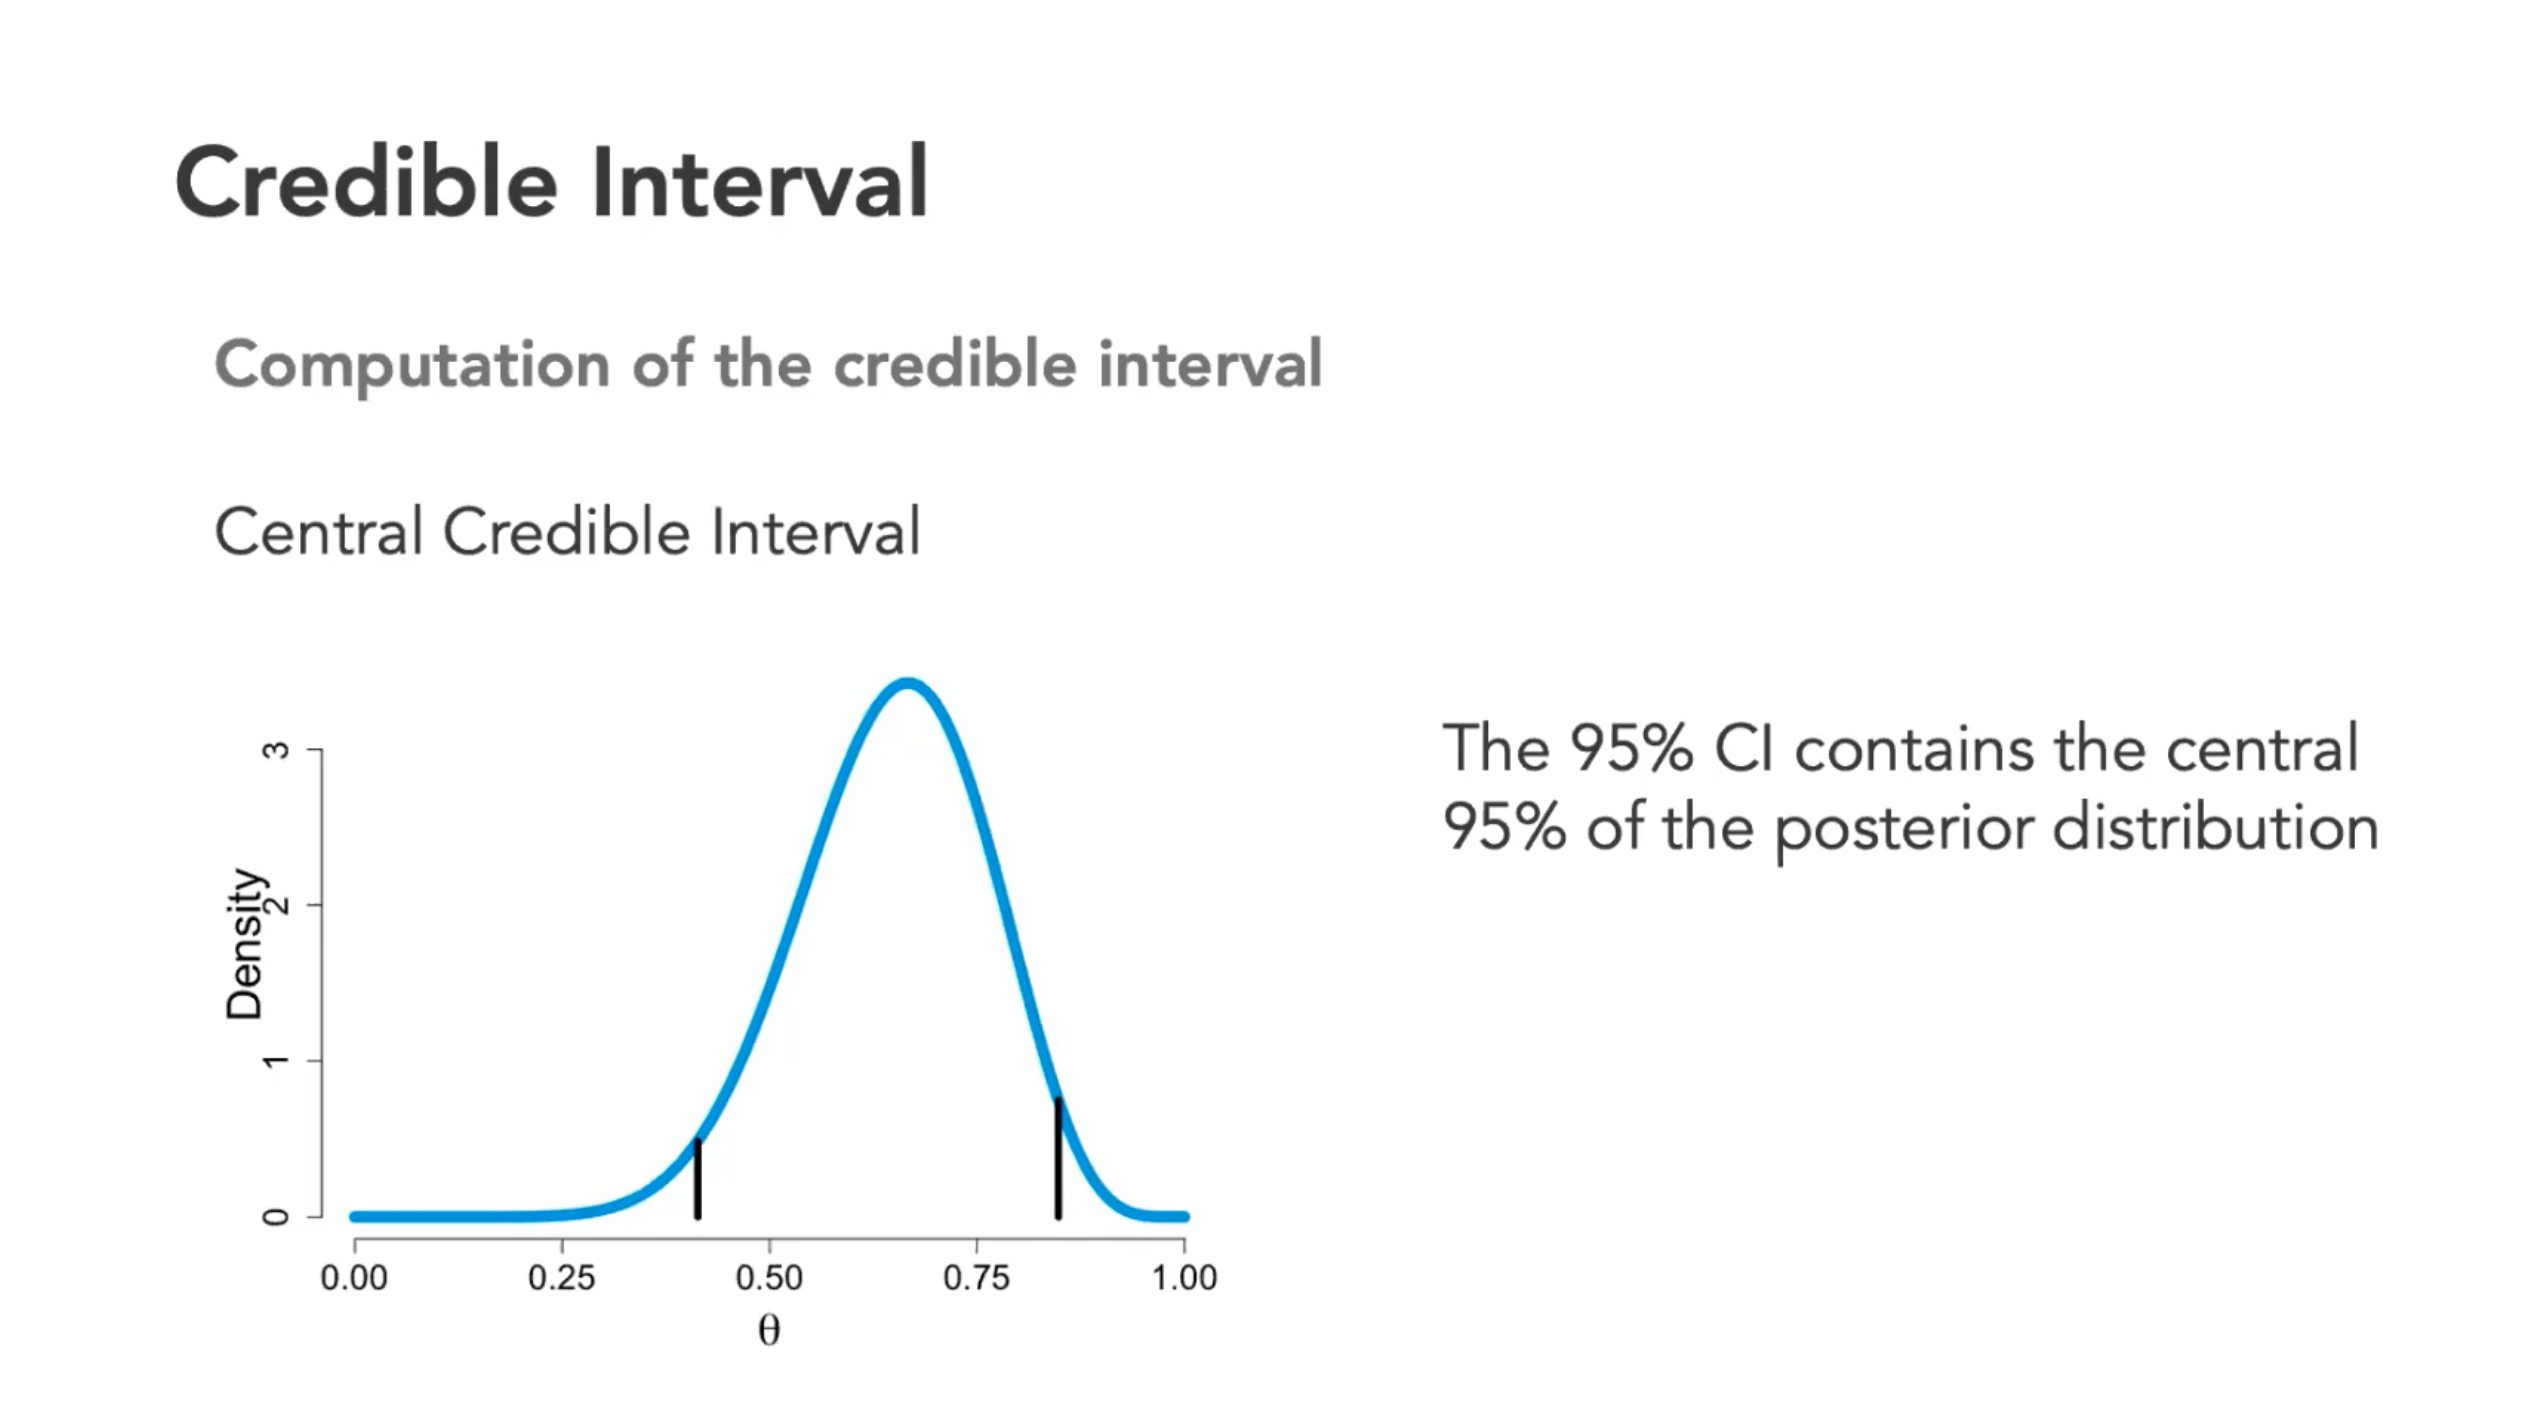 Credible Interval
Computation of the credible interval
Central Credible Interval
The 95% CI contains the central
95% of the posterior distribution
Density
3
2
1
0
0.00 0.25 0.50 0.75 1.00
θ